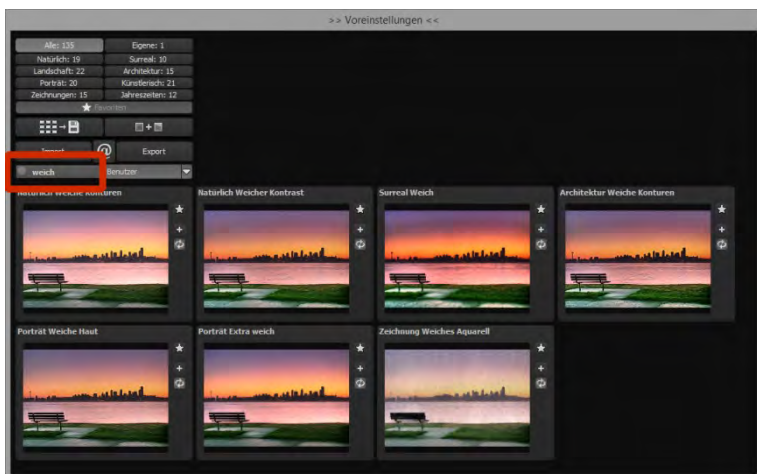 >> Voreinstellungen <<
Alle: 135 Eigene: 1
Natürlich: 19 Surreal: 10
Landschaft: 22 Architektur: 15
Porträt: 20 Künstlerisch: 21
Zeichnungen: 15 Jahreszeiten: 12
Favoriten
Import @ Export
weich Benutzer
Natürlich Weiche Konturen Natürlich Weicher Kontrast Surreal Weich Architektur Weiche Konturen
Porträt Weiche Haut Porträt Extra weich Zeichnung Weiches Aquarell